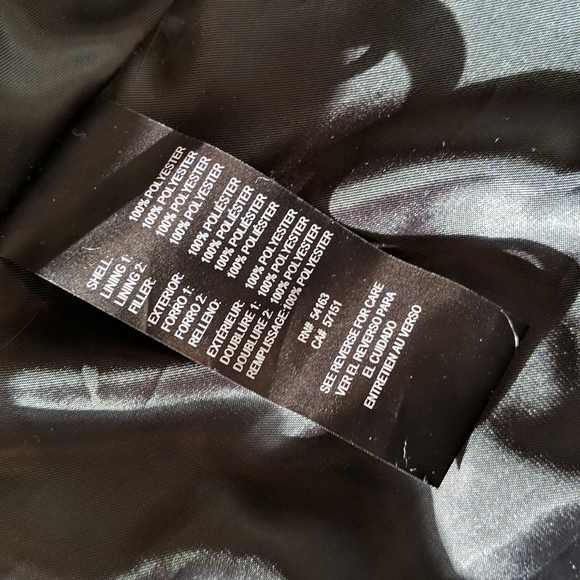 SHELL 100% POLYESTER
LINING 1: 100% POLYESTER
LINING 2: 100% POLYESTER
FILLER: 100% POLYESTER
EXTERIOR: 100% POLIÉSTER
FORRO 1: 100% POLIÉSTER
FORRO 2: 100% POLIÉSTER
RELLENO: 100% POLIÉSTER
EXTÉRIEUR: 100% POLYESTER
DOUBLURE 1: 100% POLYESTER
DOUBLURE 2: 100% POLYESTER
REMPLISSAGE:100% POLYESTER
RN# 54163
CA# 57151
SEE REVERSE FOR CARE
VER EL REVERSO PARA
EL CUIDADO
ENTRETIEN AU VERSO